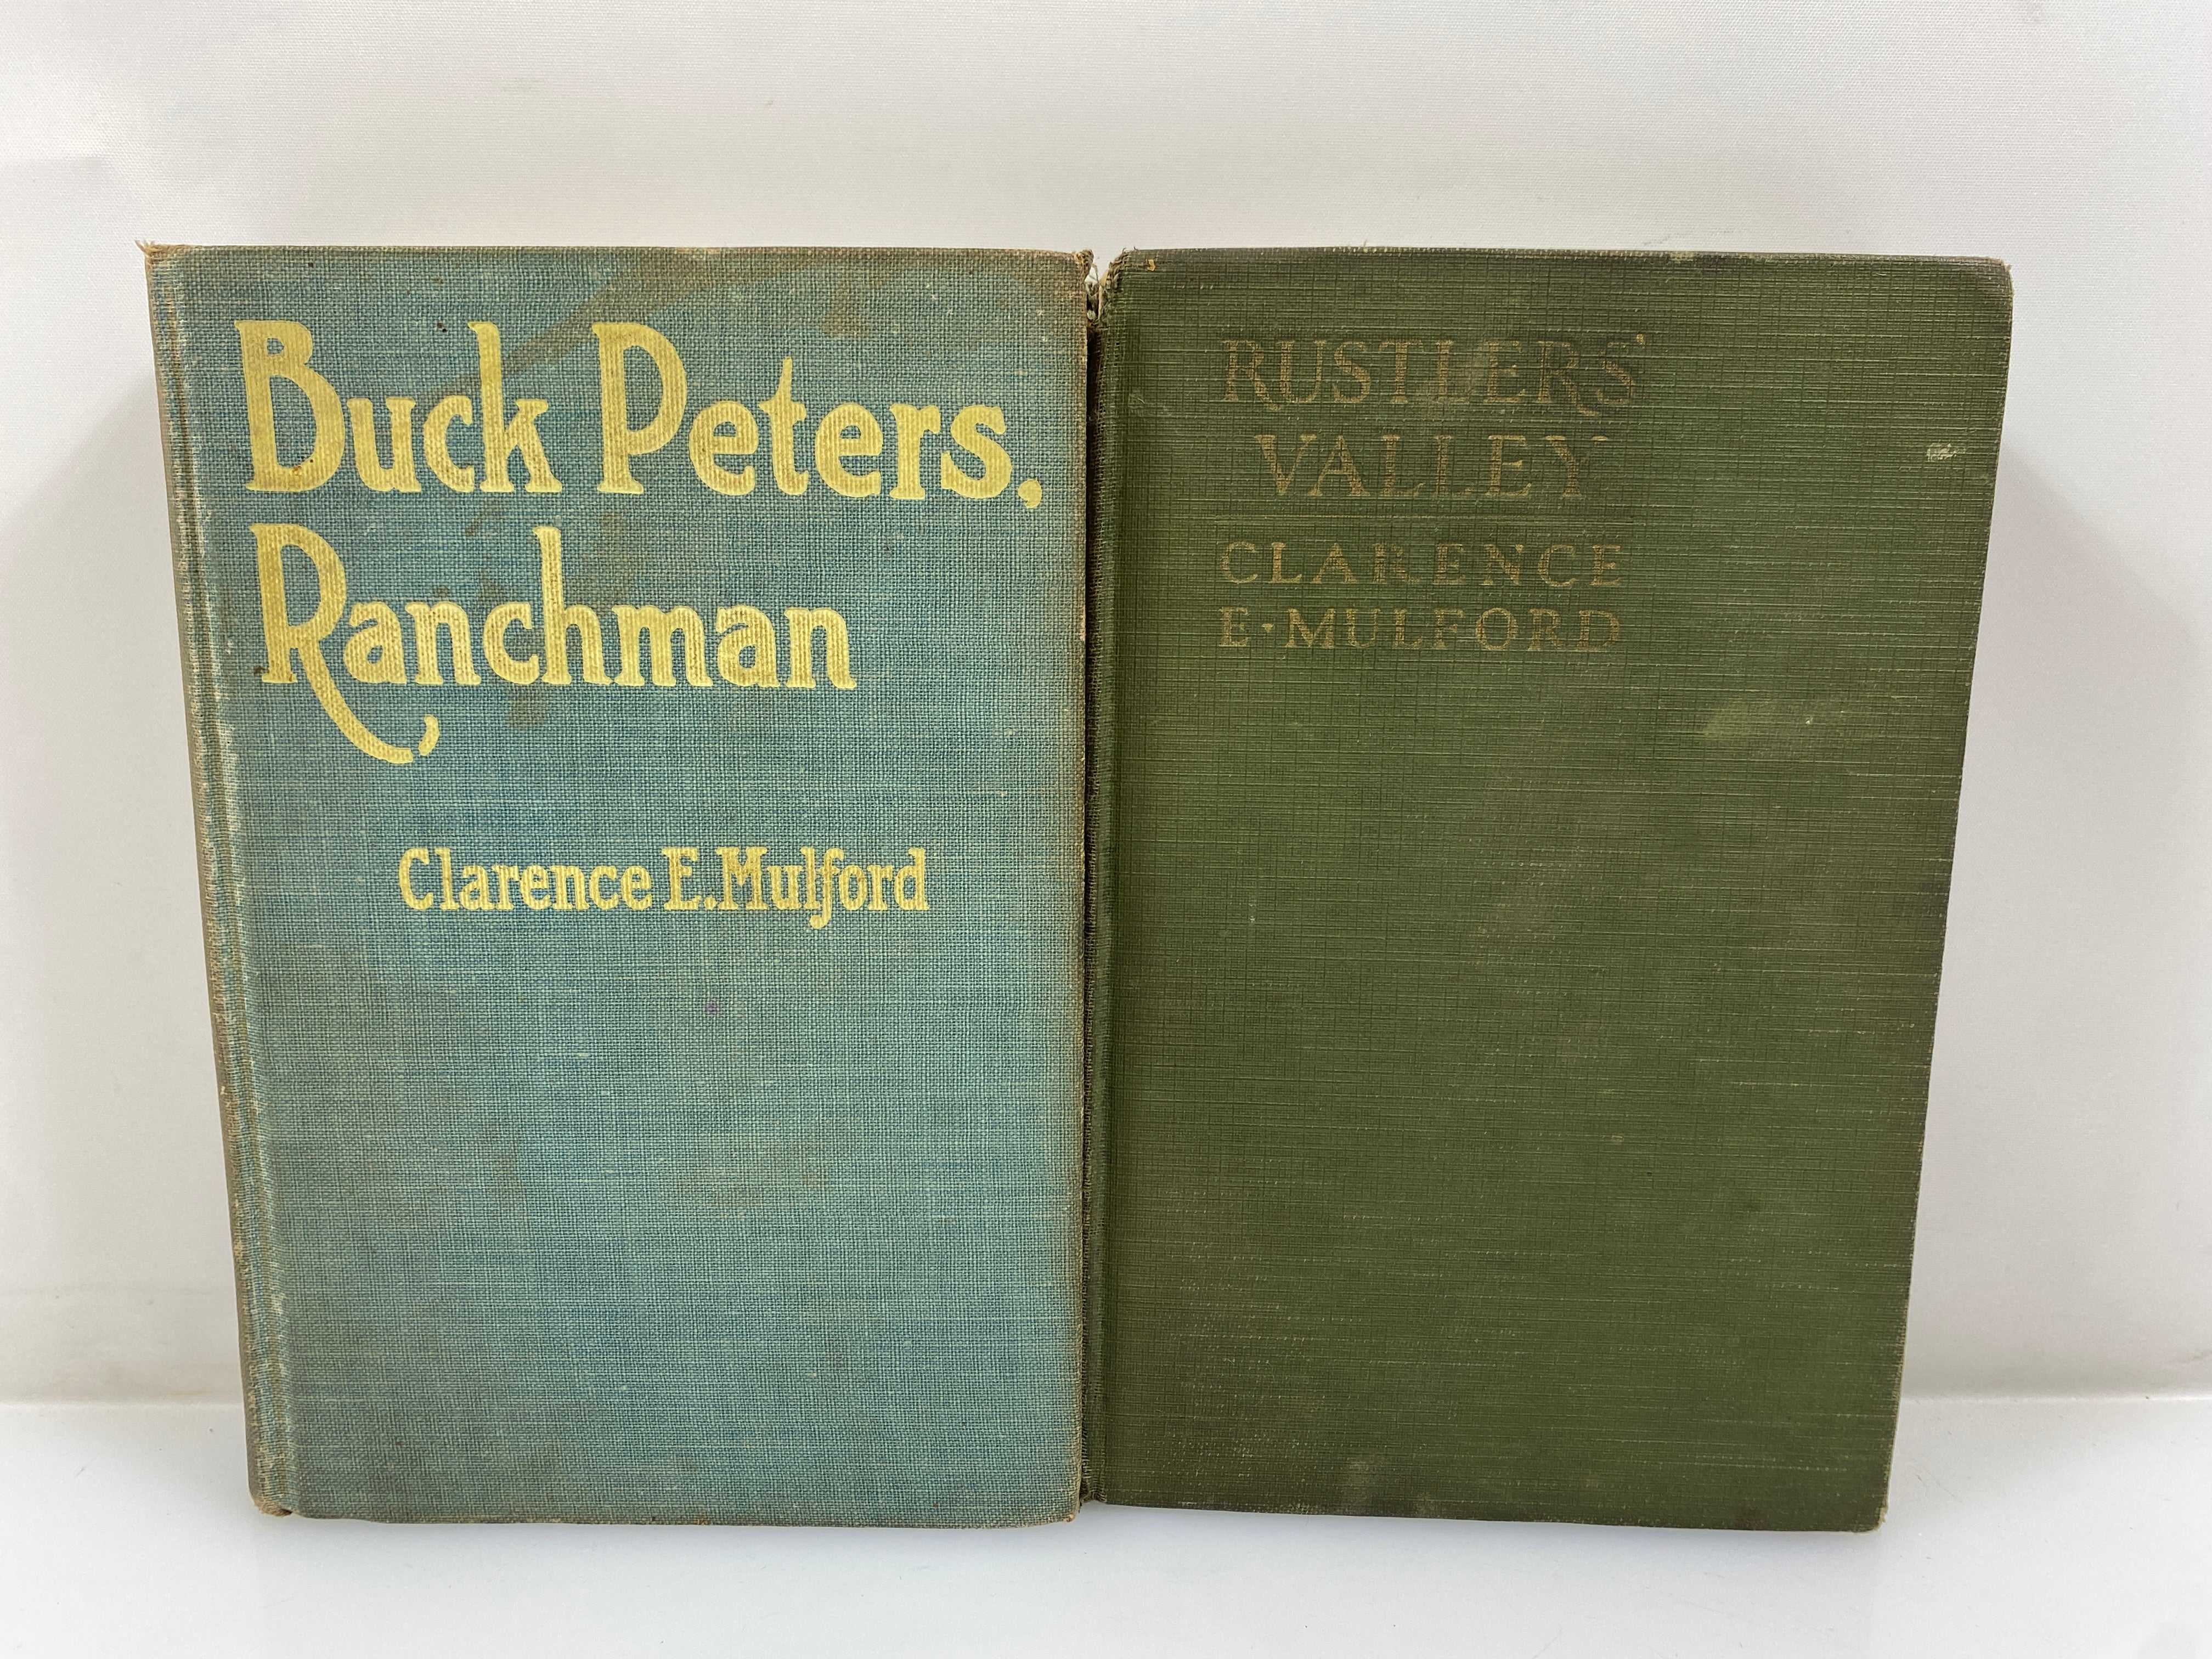 Buck Peters,
Ranchman
Clarence E. Mulford
RUSTLERS'
VALLEY
CLARENCE
E·MULFORD